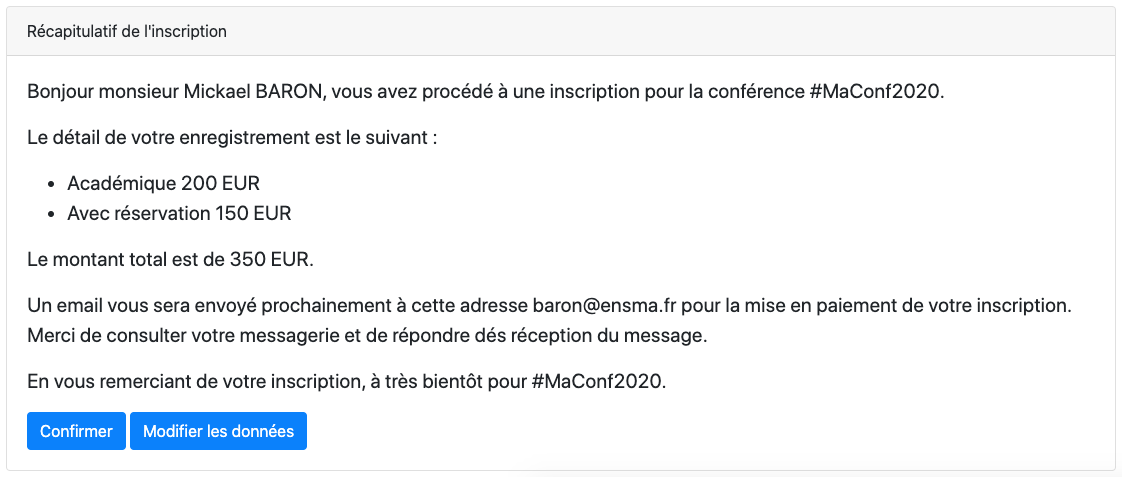 Récapitulatif de l'inscription
Bonjour monsieur Mickael BARON, vous avez procédé à une inscription pour la conférence #MaConf2020.
Le détail de votre enregistrement est le suivant :
• Académique 200 EUR
• Avec réservation 150 EUR
Le montant total est de 350 EUR.
Un email vous sera envoyé prochainement à cette adresse baron@ensma.fr pour la mise en paiement de votre inscription.
Merci de consulter votre messagerie et de répondre dés réception du message.
En vous remerciant de votre inscription, à très bientôt pour #MaConf2020.
Confirmer Modifier les données